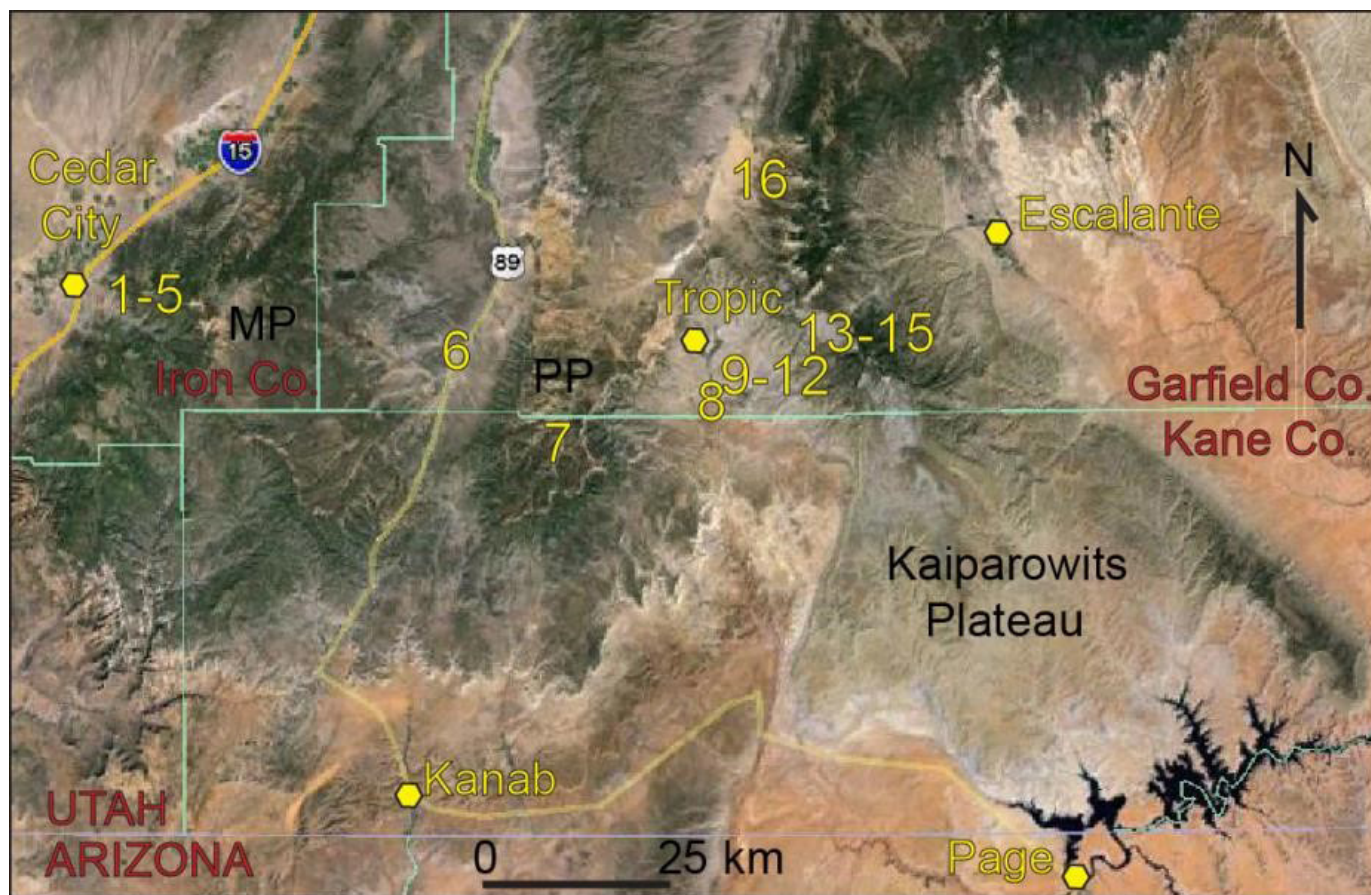 15
Cedar
City
1-5
MP
Iron Co.
89
6
16
Escalante
N
Tropic
13-15
PP
9-12
8
7
Garfield Co.
Kane Co.
Kaiparowits
Plateau
Kanab
UTAH
ARIZONA
0
25 km
Page